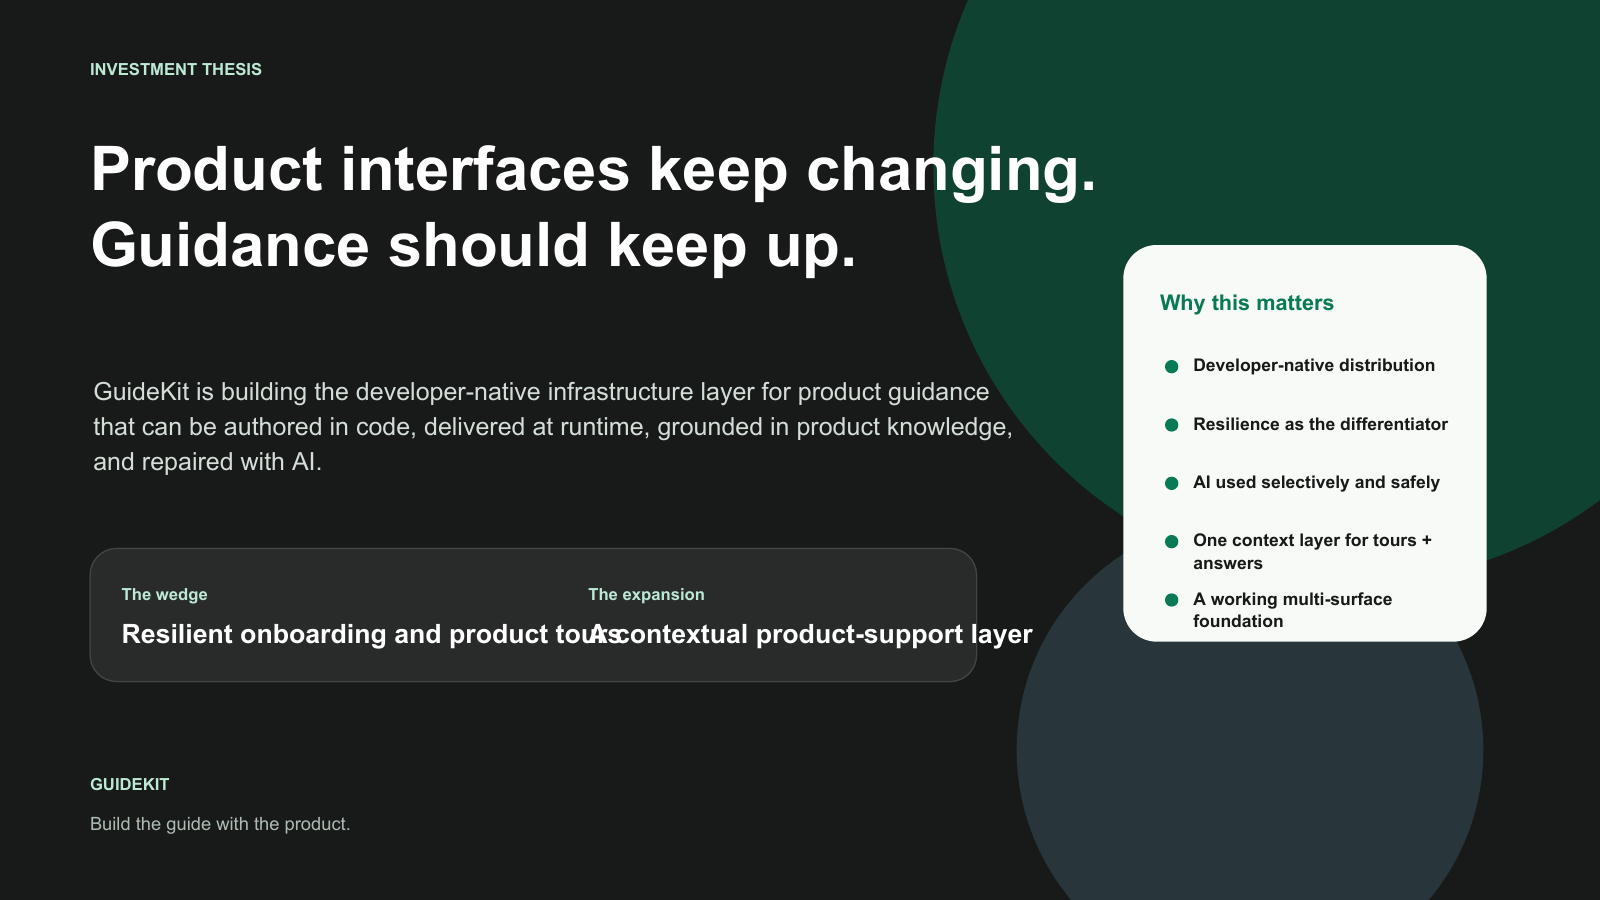 INVESTMENT THESIS
Product interfaces keep changing.
Guidance should keep up.
GuideKit is building the developer-native infrastructure layer for product guidance
that can be authored in code, delivered at runtime, grounded in product knowledge,
and repaired with AI.
The wedge
Resilient onboarding and product tours
The expansion
A contextual product-support layer
Why this matters
Developer-native distribution
Resilience as the differentiator
AI used selectively and safely
One context layer for tours +
answers
A working multi-surface
foundation
GUIDEKIT
Build the guide with the product.